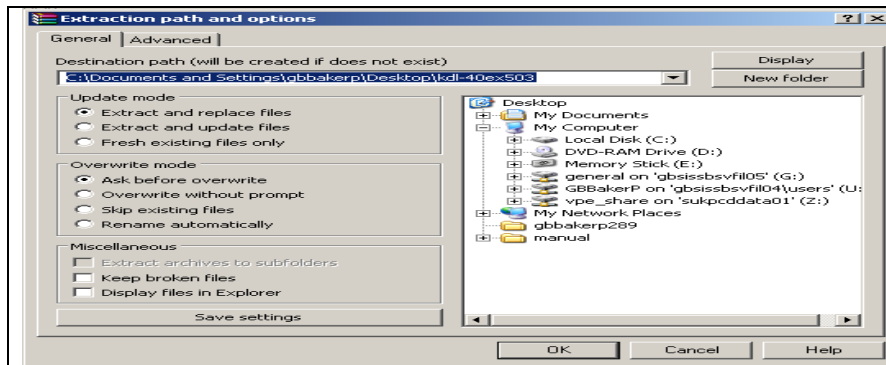 Extraction path and options
General
Advanced
Destination path (will be created if does not exist)
Display
C:\Documents and Settings\gbbakerp\Desktop\kdl-40ex503
New folder
Update mode
Extract and replace files
Extract and update files
Fresh existing files only
Overwrite mode
Ask before overwrite
Overwrite without prompt
Skip existing files
Rename automatically
Miscellaneous
Extract archives to subfolders
Keep broken files
Display files in Explorer
Save settings
Desktop
My Documents
My Computer
Local Disk (C:)
DVD-RAM Drive (D:)
Memory Stick (E:)
general on 'gbsissbsvfil05' (G:)
GBBakerP on 'gbsissbsvfil04\users' (U:
vpe_share on 'sukpcddata01' (Z:)
My Network Places
gbbakerp289
manual
OK
Cancel
Help